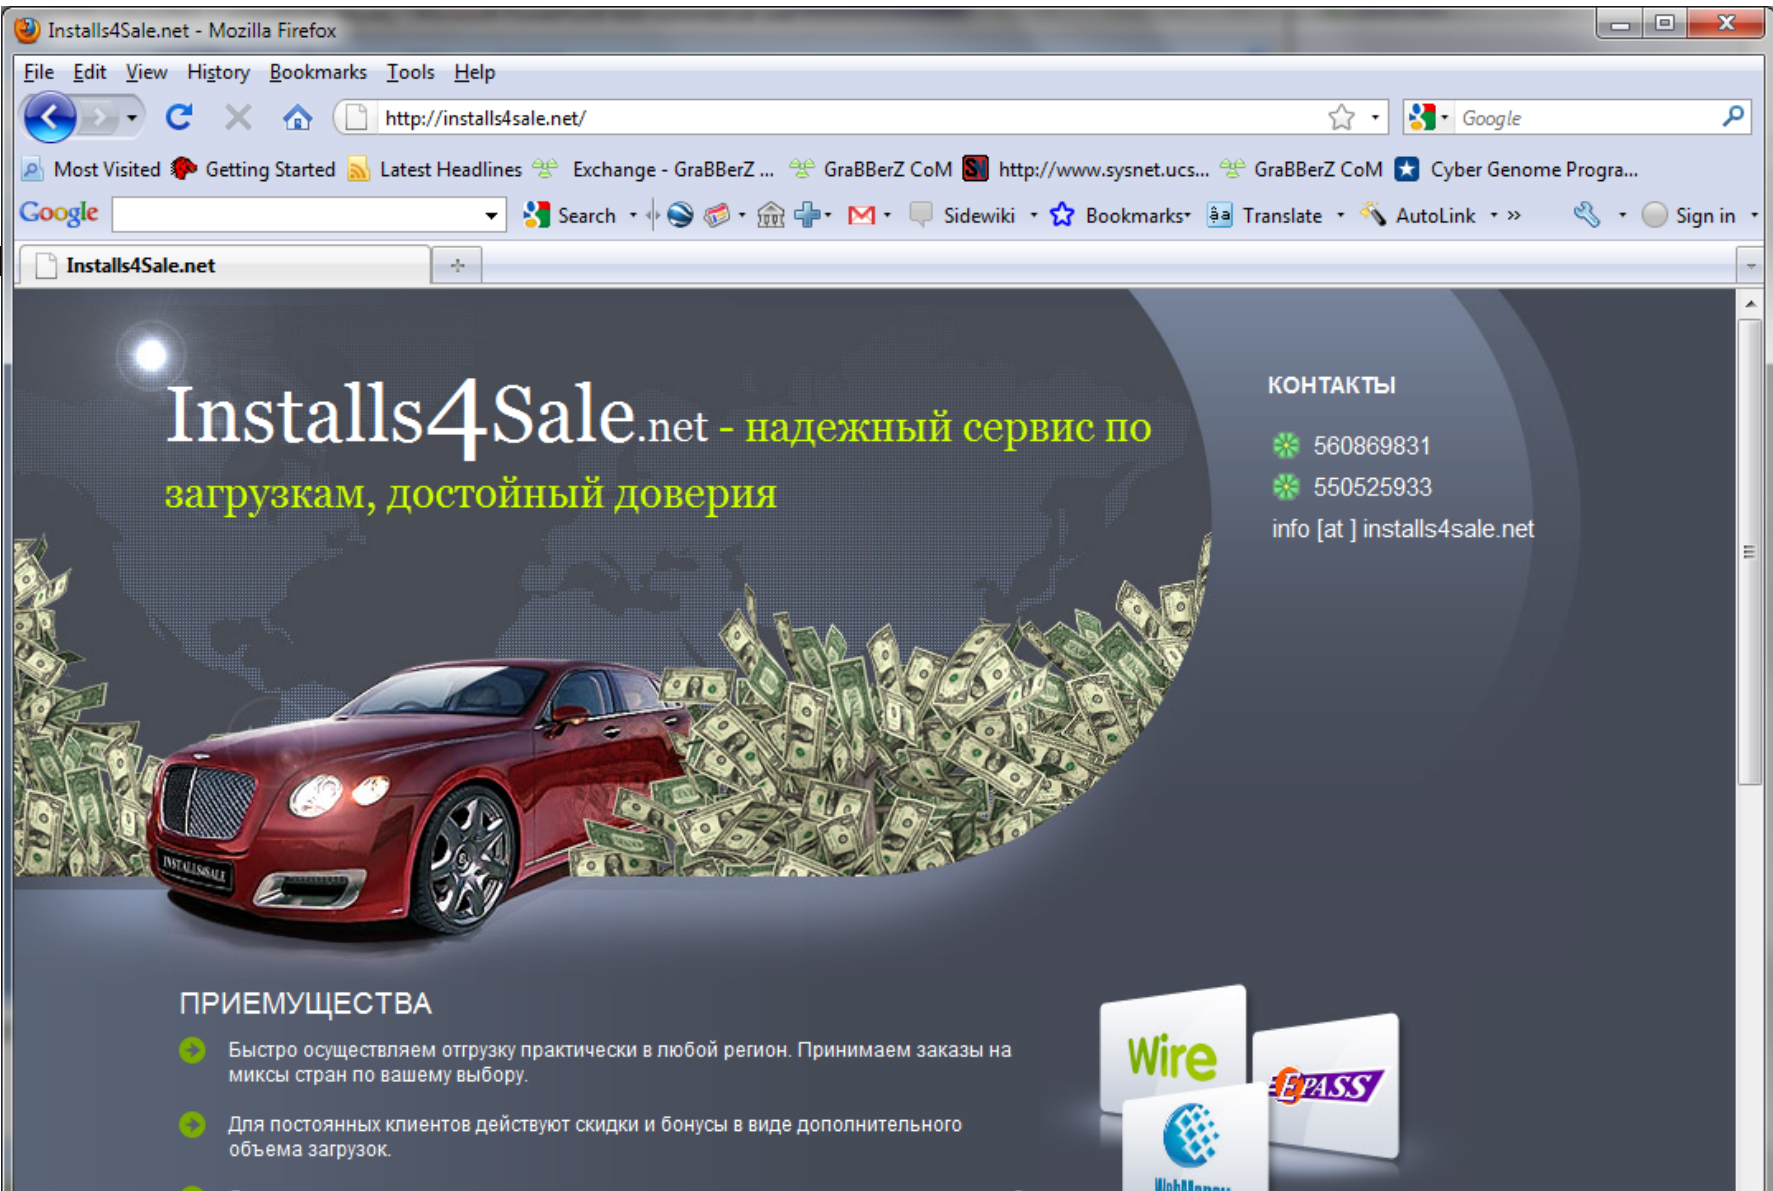 Installs4Sale.net - Mozilla Firefox
File Edit View History Bookmarks Tools Help
http://installs4sale.net/
Google
Most Visited Getting Started Latest Headlines Exchange - GraBBerZ ... GraBBerZ CoM http://www.sysnet.ucs... GraBBerZ CoM Cyber Genome Progra...
Google Search Sidewiki Bookmarks Translate AutoLink » Sign in
Installs4Sale.net
Installs4Sale.net - надежный сервис по
загрузкам, достойный доверия
КОНТАКТЫ
560869831
550525933
info [at ] installs4sale.net
INSTALLS4SALE
ПРИЕМУЩЕСТВА
Быстро осуществляем отгрузку практически в любой регион. Принимаем заказы на
миксы стран по вашему выбору.
Для постоянных клиентов действуют скидки и бонусы в виде дополнительного
объема загрузок.
Wire
EPASS
WebMoney